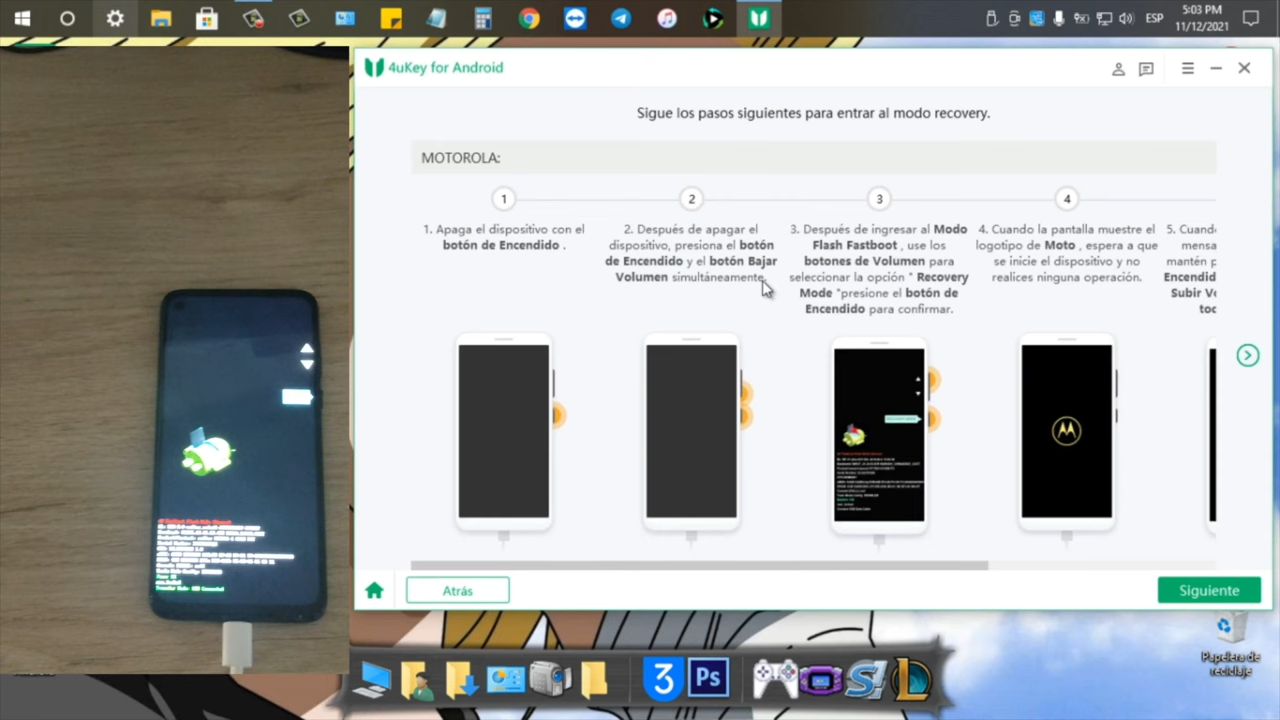 ESP
5:03 PM
11/12/2021
4uKey for Android
Sigue los pasos siguientes para entrar al modo recovery.
MOTOROLA:
1
2
3
4
1. Apaga el dispositivo con el
botón de Encendido .
2. Después de apagar el
dispositivo, presiona el botón
de Encendido y el botón Bajar
Volumen simultáneamente.
3. Después de ingresar al Modo
Flash Fastboot , use los
botones de Volumen para
seleccionar la opción " Recovery
Mode "presione el botón de
Encendido para confirmar.
4. Cuando la pantalla muestre el
logotipo de Moto , espera a que
se inicie el dispositivo y no
realices ninguna operación.
5. Cuand
mensa
mantén p
Encendid
Subir Vo
toc
Atrás
Siguiente
3
Ps
Papelera de
reciclaje